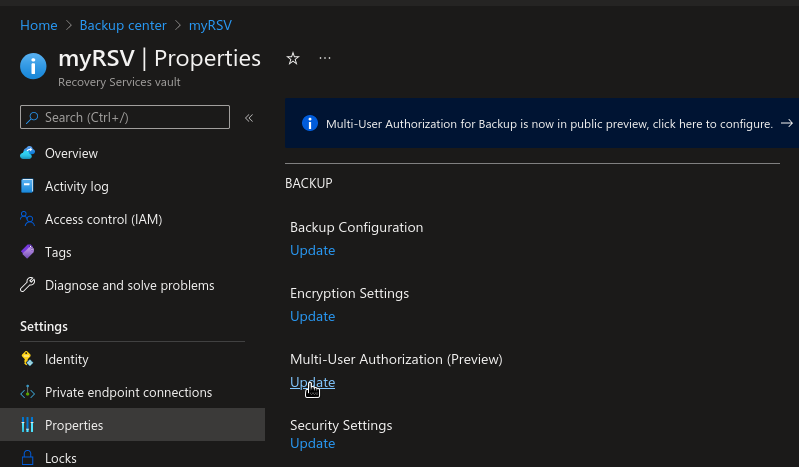 Home > Backup center > myRSV
myRSV | Properties ☆ ...
Recovery Services vault
Search (Ctrl+/) «
Overview
Activity log
Access control (IAM)
Tags
Diagnose and solve problems
Settings
Identity
Private endpoint connections
Properties
Locks
Multi-User Authorization for Backup is now in public preview, click here to configure. →
BACKUP
Backup Configuration
Update
Encryption Settings
Update
Multi-User Authorization (Preview)
Update
Security Settings
Update